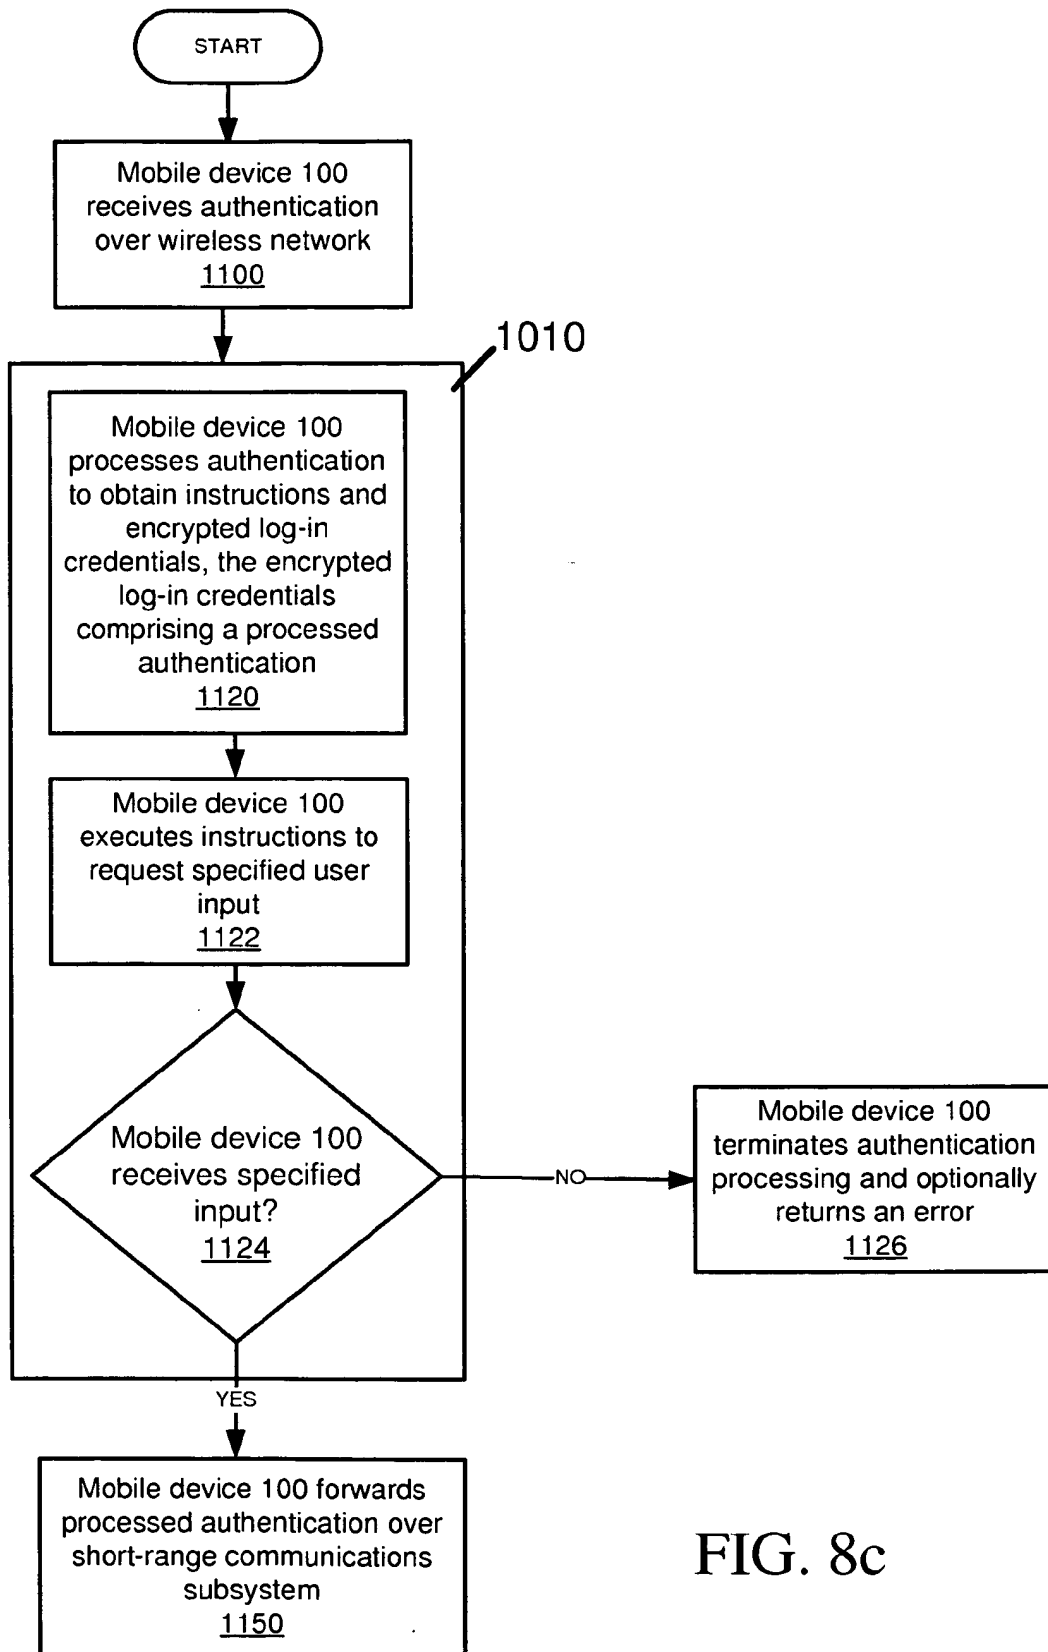 START
Mobile device 100
receives authentication
over wireless network
1100
1010
Mobile device 100
processes authentication
to obtain instructions and
encrypted log-in
credentials, the encrypted
log-in credentials
comprising a processed
authentication
1120
Mobile device 100
executes instructions to
request specified user
input
1122
Mobile device 100
receives specified
input?
1124
NO
Mobile device 100
terminates authentication
processing and optionally
returns an error
1126
YES
Mobile device 100 forwards
processed authentication over
short-range communications
subsystem
1150
FIG. 8c